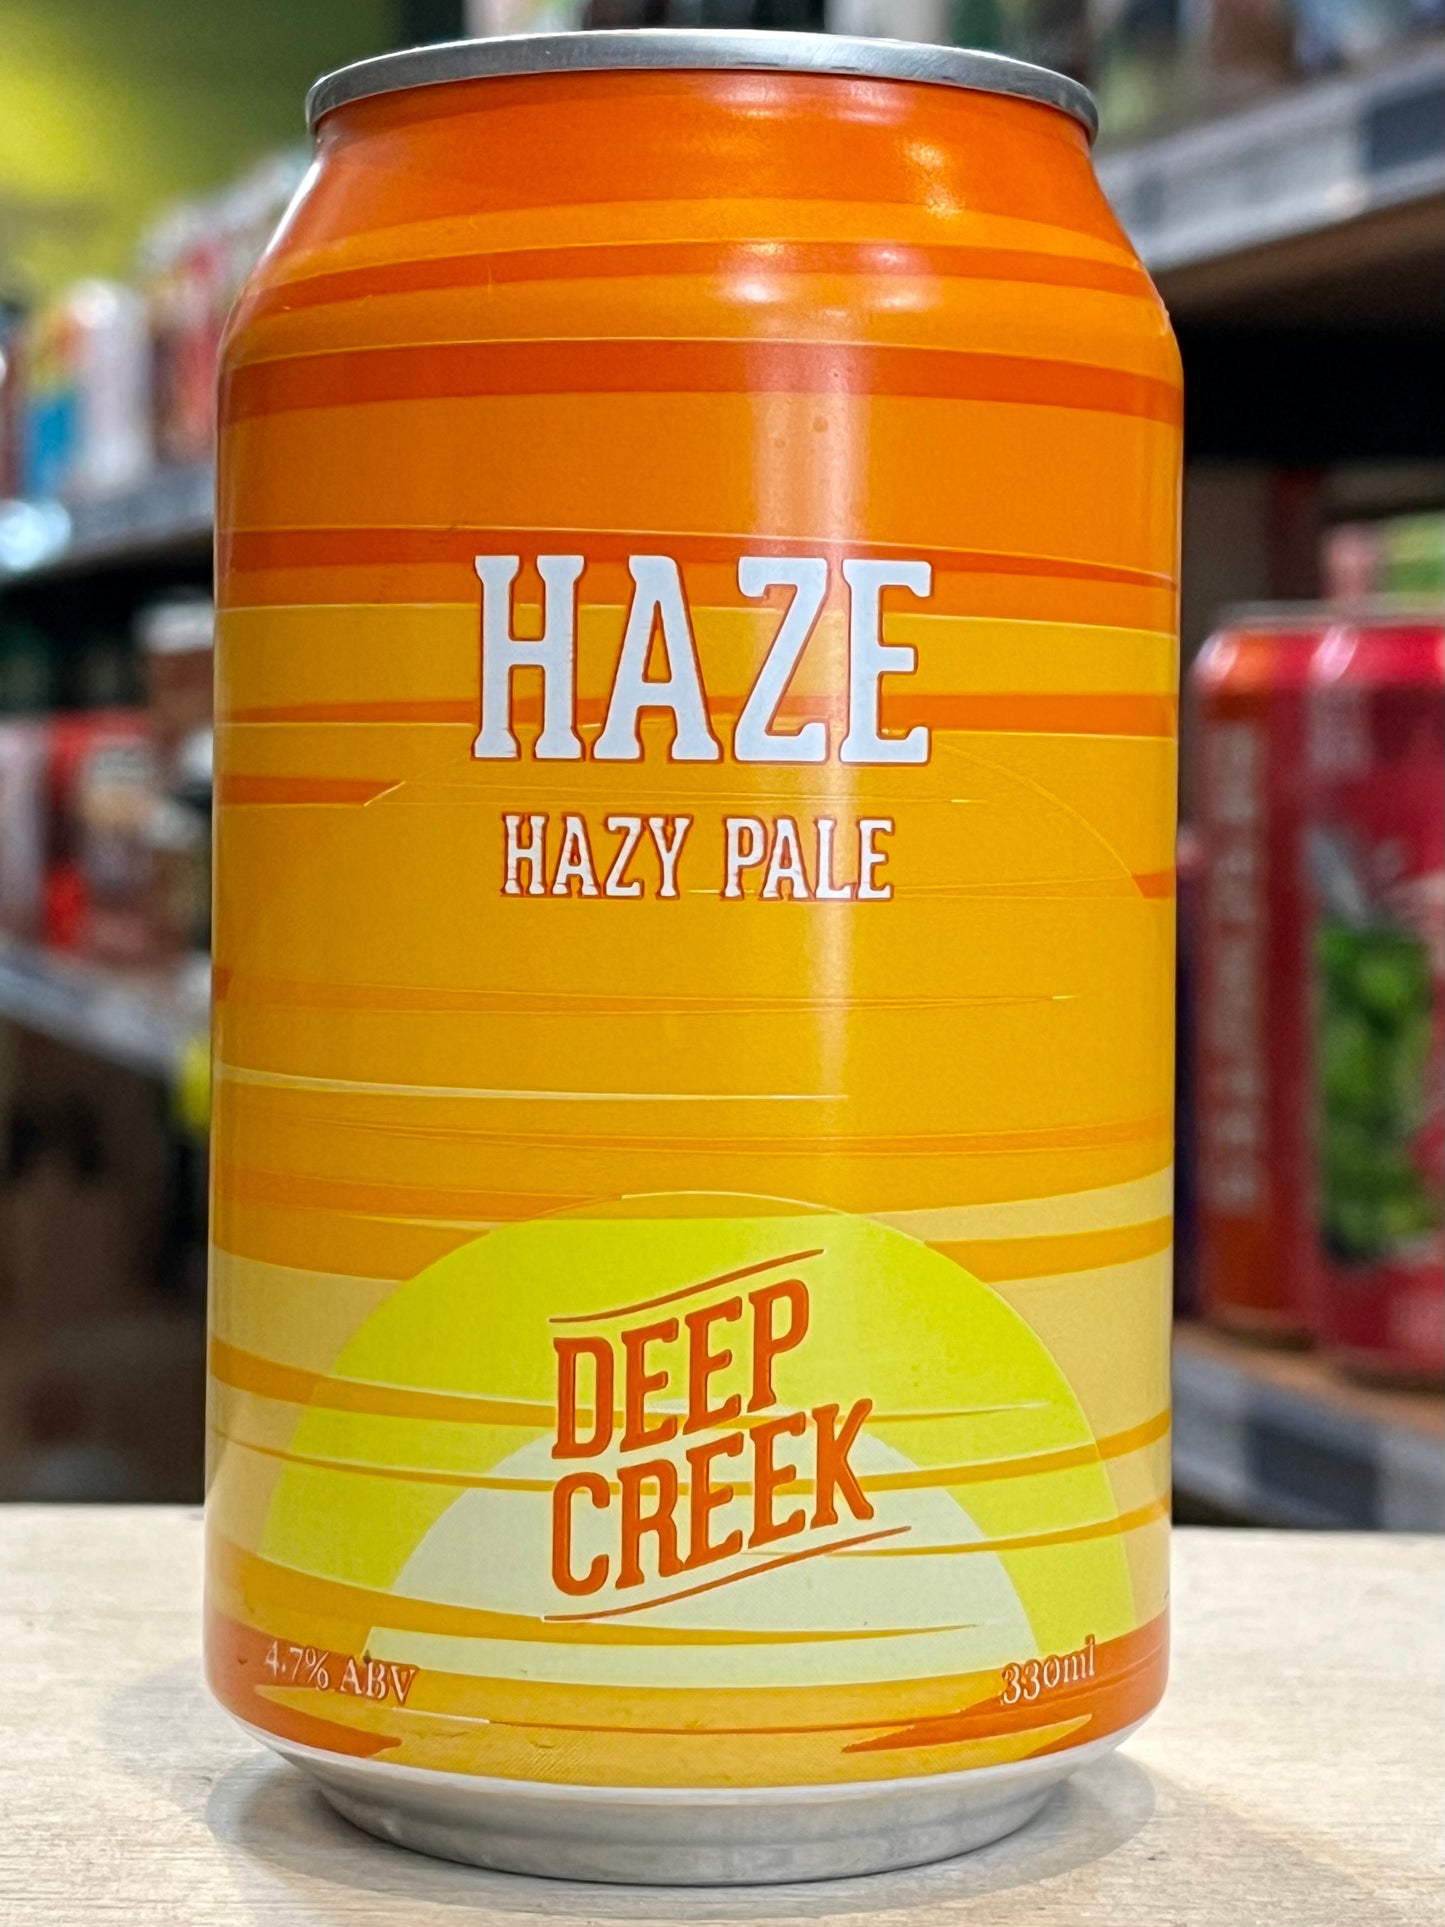 HAZE
HAZY PALE
DEEP
CREEK
4.7% ABV
330ml